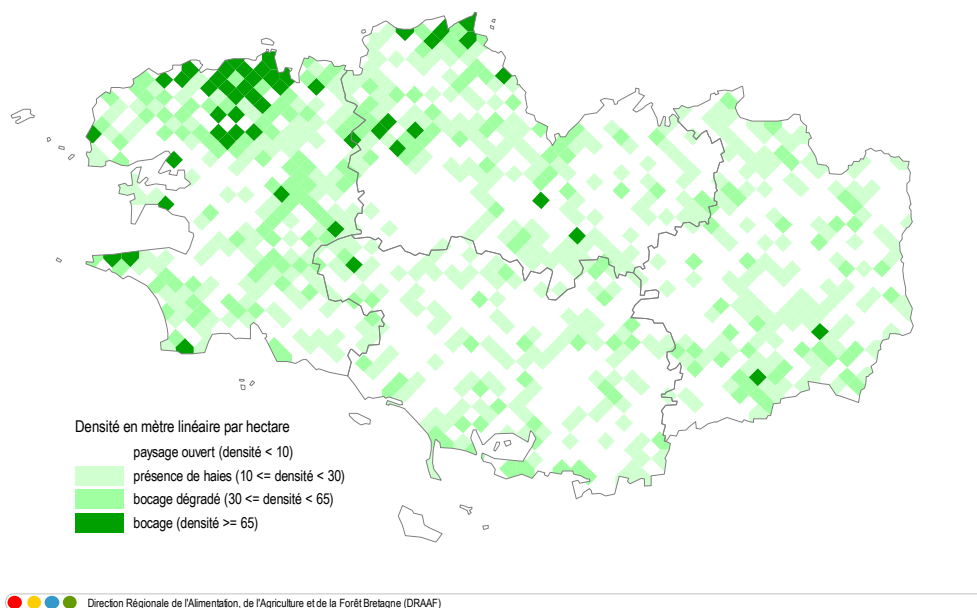 Densité en mètre linéaire par hectare
paysage ouvert (densité < 10)
présence de haies (10 <= densité < 30)
bocage dégradé (30 <= densité < 65)
bocage (densité >= 65)
Direction Régionale de l'Alimentation, de l'Agriculture et de la Forêt Bretagne (DRAAF)